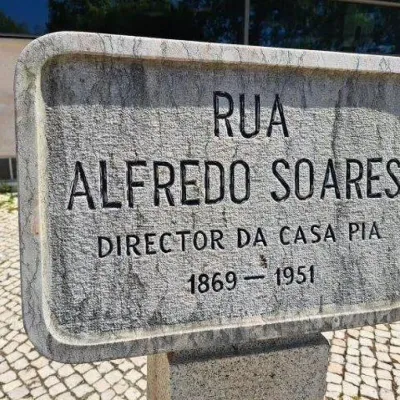 RUA
ALFREDO SOARES
DIRECTOR DA CASA PIA
1869 — 1951